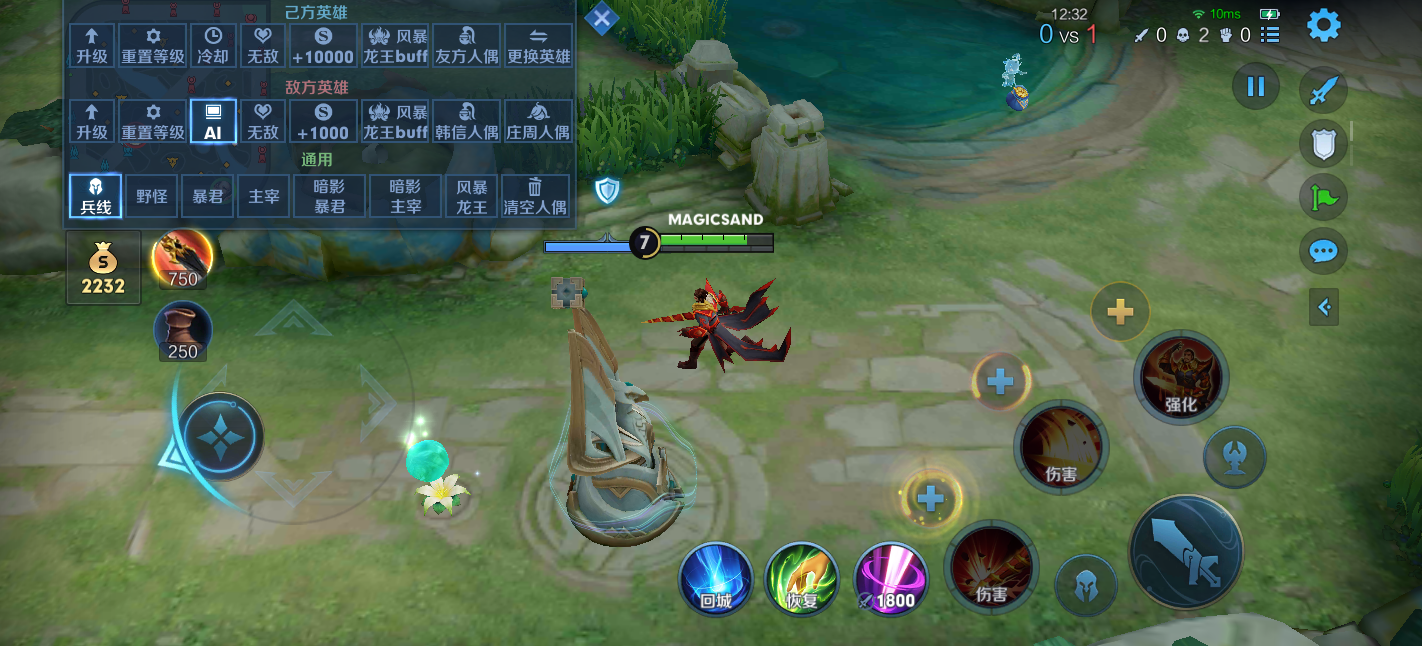 己方英雄
升级 重置等级 冷却 无敌 +10000 风暴龙王buff 友方人偶 更换英雄
敌方英雄
升级 重置等级 AI 无敌 +1000 风暴龙王buff 韩信人偶 庄周人偶
通用
兵线 野怪 暴君 主宰 暗影暴君 暗影主宰 风暴龙王 清空人偶
12:32
10ms
0 VS 1
0 2 0
MAGICSAND
7
2232
750
250
强化
伤害
伤害
回城
恢复
1800